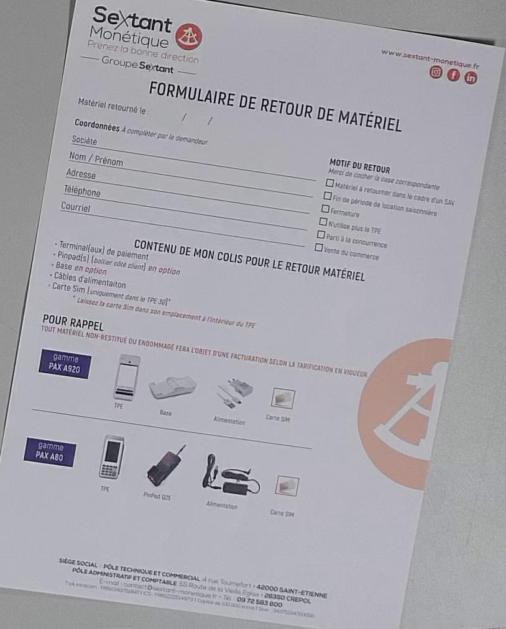 Sextant
Monétique
Prenez la bonne direction
Groupe Sextant
www.sextant-monetique.fr
FORMULAIRE DE RETOUR DE MATÉRIEL
Matériel retourné le / /
Coordonnées À compléter par le demandeur
Société
Nom / Prénom
Adresse
Téléphone
Courriel
MOTIF DU RETOUR
Merci de cocher la case correspondante
Matériel à retourner dans le cadre d'un SAV
Fin de période de location saisonnière
Fermeture
N'utilise plus le TPE
Parti à la concurrence
Vente du commerce
CONTENU DE MON COLIS POUR LE RETOUR MATÉRIEL
- Terminal(aux) de paiement
- Pinpad(s) (boîtier côté client) en option
- Base en option
- Câbles d'alimentaiton
- Carte Sim (uniquement dans le TPE 3G)*
* Laissez la carte Sim dans son emplacement à l'intérieur du TPE
POUR RAPPEL
TOUT MATÉRIEL NON-RESTITUÉ OU ENDOMMAGÉ FERA L'OBJET D'UNE FACTURATION SELON LA TARIFICATION EN VIGUEUR
gamme
PAX A920
TPE
Base
Alimentation
Carte SIM
gamme
PAX A80
TPE
PinPad Q25
Alimentation
Carte SIM
SIÈGE SOCIAL - PÔLE TECHNIQUE ET COMMERCIAL 4 rue Tournefort - 42000 SAINT-ETIENNE
PÔLE ADMINISTRATIF ET COMPTABLE 55 Route de la Vieille Eglise - 26350 CREPOL
E-mail : contact@sextant-monetique.fr - Tél. : 09 72 583 600